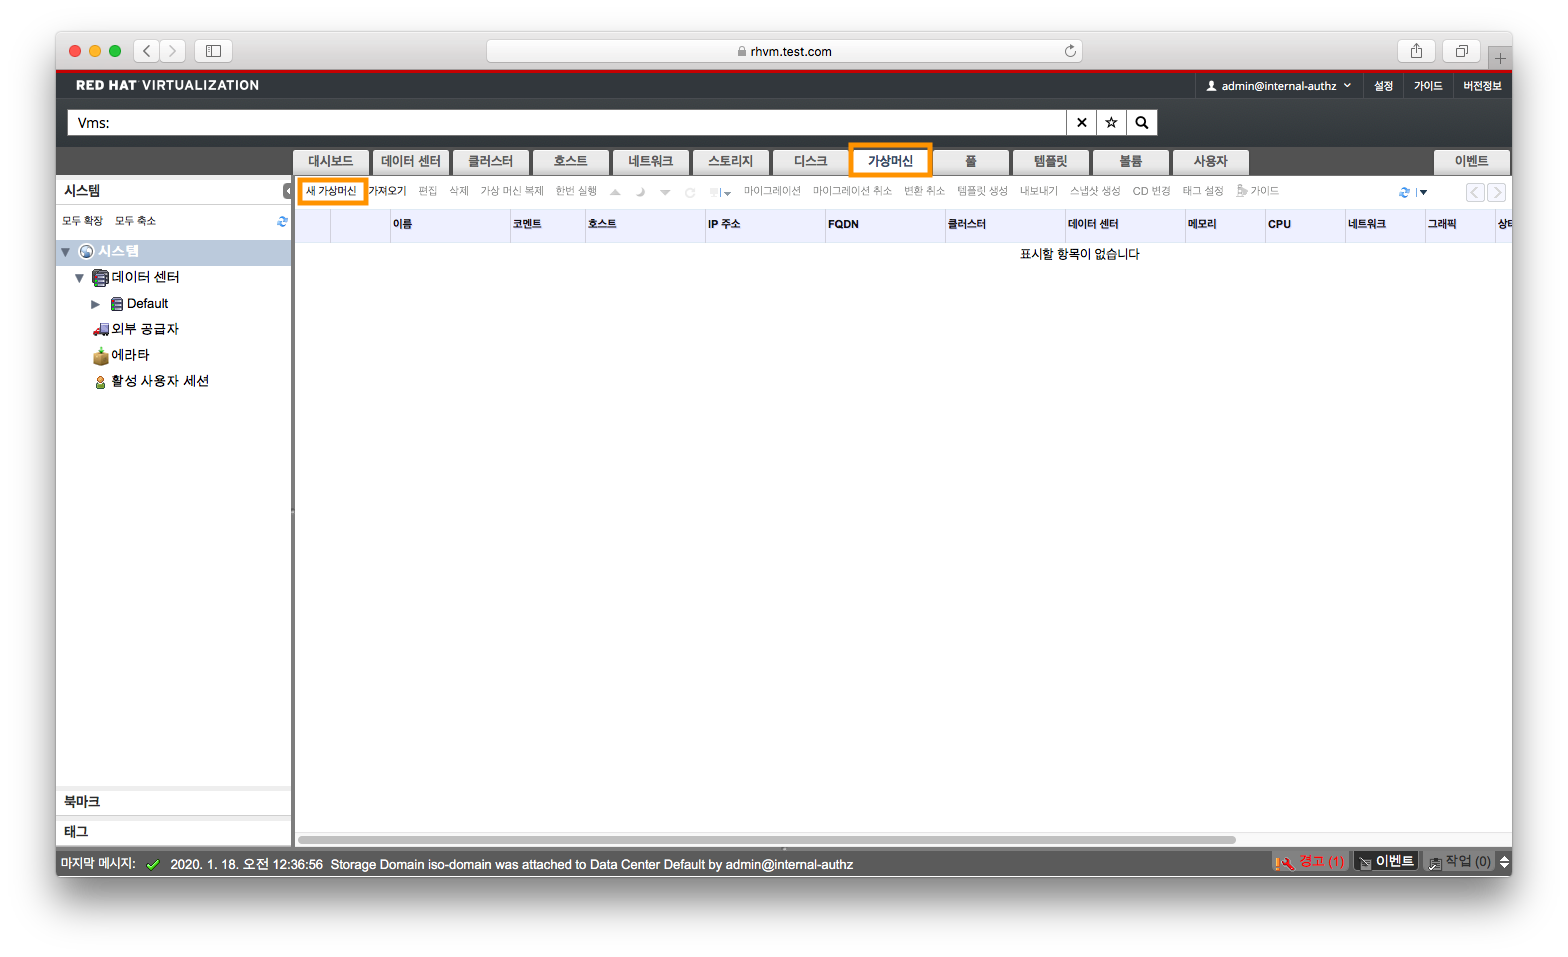 rhvm.test.com
RED HAT VIRTUALIZATION
admin@internal-authz 설정 가이드 버전정보
Vms:
대시보드 데이터 센터 클러스터 호스트 네트워크 스토리지 디스크 가상머신 풀 템플릿 볼륨 사용자 이벤트
시스템
새 가상머신 가져오기 편집 삭제 가상 머신 복제 한번 실행 마이그레이션 마이그레이션 취소 변환 취소 템플릿 생성 내보내기 스냅샷 생성 CD 변경 태그 설정 가이드
모두 확장 모두 축소
이름 코멘트 호스트 IP 주소 FQDN 클러스터 데이터 센터 메모리 CPU 네트워크 그래픽 상태
표시할 항목이 없습니다
시스템
데이터 센터
Default
외부 공급자
에라타
활성 사용자 세션
북마크
태그
마지막 메시지: 2020. 1. 18. 오전 12:36:56 Storage Domain iso-domain was attached to Data Center Default by admin@internal-authz
경고 (1) 이벤트 작업 (0)